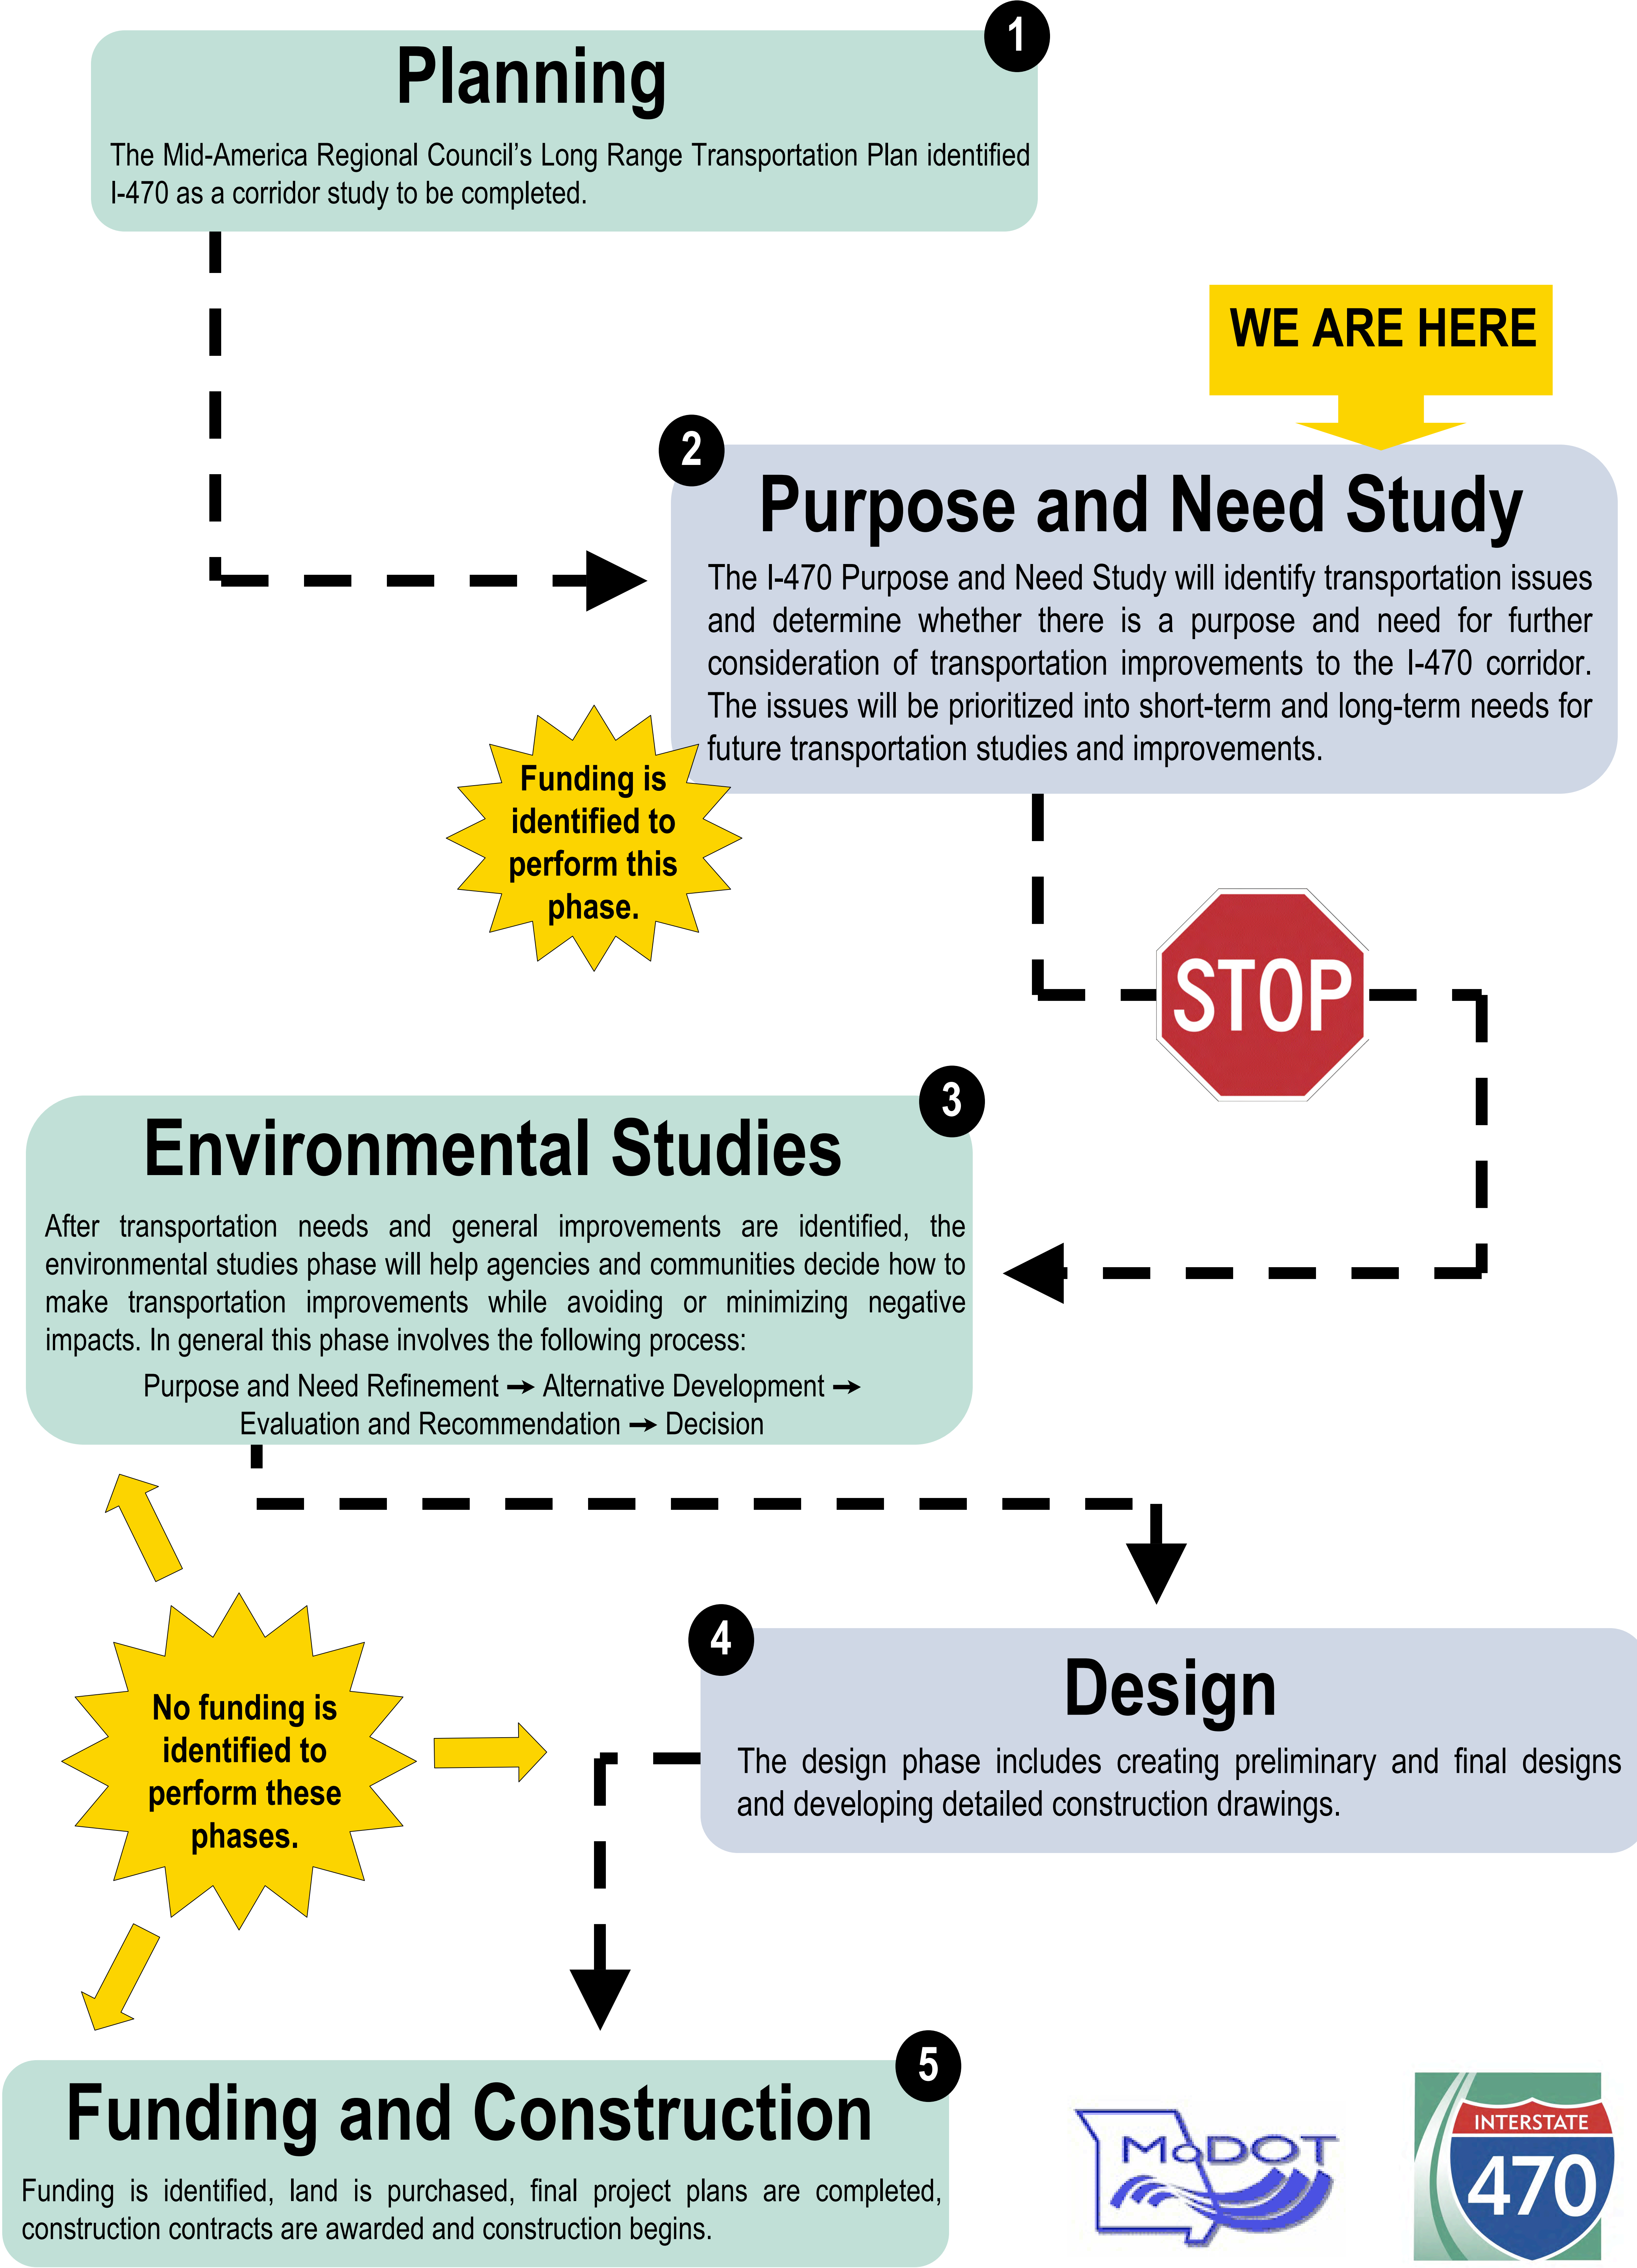 1
Planning
The Mid-America Regional Council’s Long Range Transportation Plan identified
I-470 as a corridor study to be completed.
WE ARE HERE
2
Purpose and Need Study
The I-470 Purpose and Need Study will identify transportation issues
and determine whether there is a purpose and need for further
consideration of transportation improvements to the I-470 corridor.
The issues will be prioritized into short-term and long-term needs for
future transportation studies and improvements.
Funding is
identified to
perform this
phase.
STOP
3
Environmental Studies
After transportation needs and general improvements are identified, the
environmental studies phase will help agencies and communities decide how to
make transportation improvements while avoiding or minimizing negative
impacts. In general this phase involves the following process:
Purpose and Need Refinement → Alternative Development →
Evaluation and Recommendation → Decision
No funding is
identified to
perform these
phases.
4
Design
The design phase includes creating preliminary and final designs
and developing detailed construction drawings.
5
Funding and Construction
Funding is identified, land is purchased, final project plans are completed,
construction contracts are awarded and construction begins.
MoDOT
INTERSTATE
470